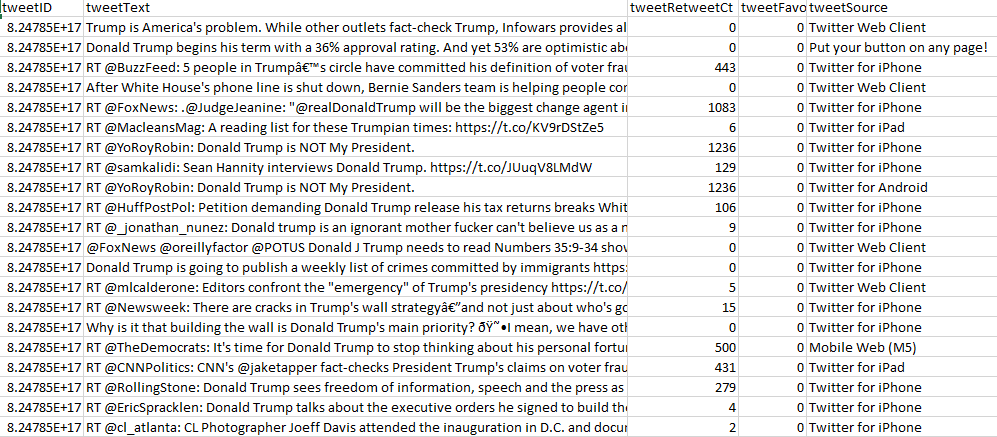 tweetID tweetText tweetRetweetCt tweetFavo tweetSource
8.24785E+17 Trump is America's problem. While other outlets fact-check Trump, Infowars provides al 0 0 Twitter Web Client
8.24785E+17 Donald Trump begins his term with a 36% approval rating. And yet 53% are optimistic abo 0 0 Put your button on any page!
8.24785E+17 RT @BuzzFeed: 5 people in Trumpâ€™s circle have committed his definition of voter frau 443 0 Twitter for iPhone
8.24785E+17 After White House's phone line is shut down, Bernie Sanders team is helping people con 0 0 Twitter Web Client
8.24785E+17 RT @FoxNews: .@JudgeJeanine: "@realDonaldTrump will be the biggest change agent i 1083 0 Twitter for iPhone
8.24785E+17 RT @MacleansMag: A reading list for these Trumpian times: https://t.co/KV9rDStZe5 6 0 Twitter for iPad
8.24785E+17 RT @YoRoyRobin: Donald Trump is NOT My President. 1236 0 Twitter for iPhone
8.24785E+17 RT @samkalidi: Sean Hannity interviews Donald Trump. https://t.co/JUuqV8LMdW 129 0 Twitter for iPhone
8.24785E+17 RT @YoRoyRobin: Donald Trump is NOT My President. 1236 0 Twitter for Android
8.24785E+17 RT @HuffPostPol: Petition demanding Donald Trump release his tax returns breaks Whit 106 0 Twitter for iPhone
8.24785E+17 RT @_jonathan_nunez: Donald trump is an ignorant mother fucker can't believe us as a n 9 0 Twitter for iPhone
8.24785E+17 @FoxNews @oreillyfactor @POTUS Donald J Trump needs to read Numbers 35:9-34 shov 0 0 Twitter Web Client
8.24785E+17 Donald Trump is going to publish a weekly list of crimes committed by immigrants https: 0 0 Twitter for iPhone
8.24785E+17 RT @mlcalderone: Editors confront the "emergency" of Trump's presidency https://t.co/ 5 0 Twitter Web Client
8.24785E+17 RT @Newsweek: There are cracks in Trump's wall strategyâ€”and not just about who's go 15 0 Twitter for iPhone
8.24785E+17 Why is it that building the wall is Donald Trump's main priority? ðŸ˜•I mean, we have oth 0 0 Twitter for iPhone
8.24785E+17 RT @TheDemocrats: It's time for Donald Trump to stop thinking about his personal fortu 500 0 Mobile Web (M5)
8.24785E+17 RT @CNNPolitics: CNN's @jaketapper fact-checks President Trump's claims on voter frau 431 0 Twitter for iPad
8.24785E+17 RT @RollingStone: Donald Trump sees freedom of information, speech and the press as 279 0 Twitter for iPhone
8.24785E+17 RT @EricSpracklen: Donald Trump talks about the executive orders he signed to build the 4 0 Twitter for iPhone
8.24785E+17 RT @cl_atlanta: CL Photographer Joeff Davis attended the inauguration in D.C. and docu 2 0 Twitter for iPhone